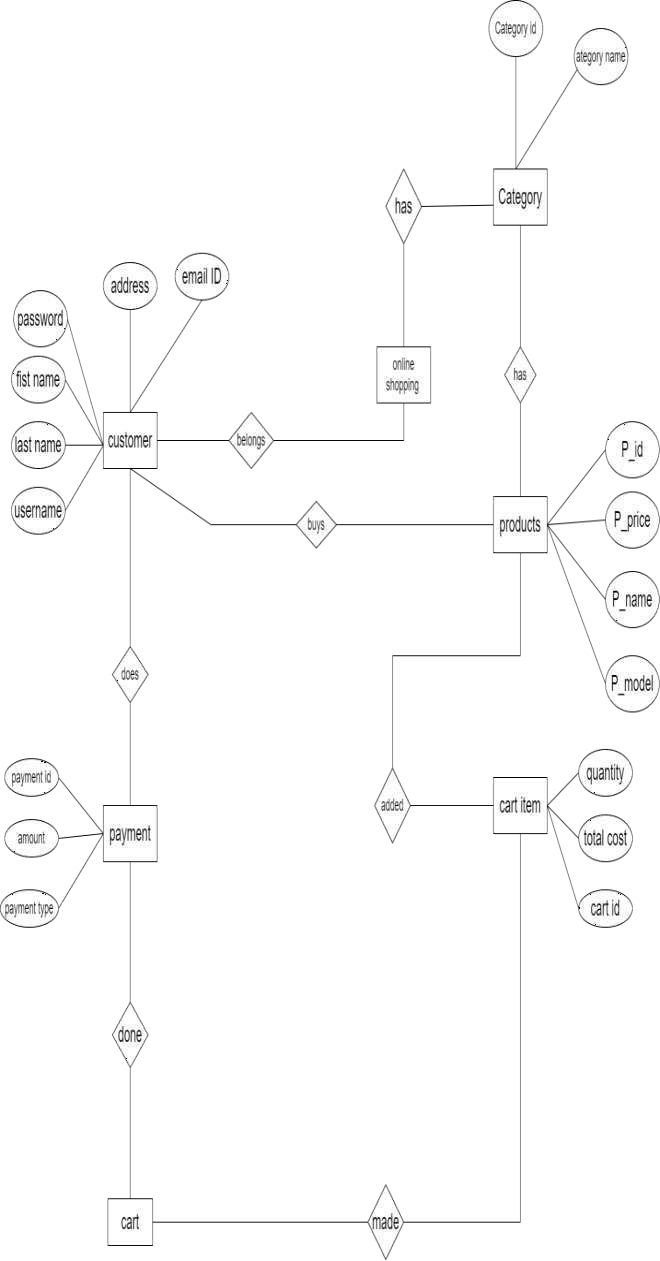 Category id
ategory name
has
Category
email ID
address
password
online
shopping
has
fist name
customer
belongs
last name
P_id
username
buys
products
P_price
P_name
does
P_model
payment id
quantity
added
cart item
amount
payment
total cost
payment type
cart id
done
cart
made